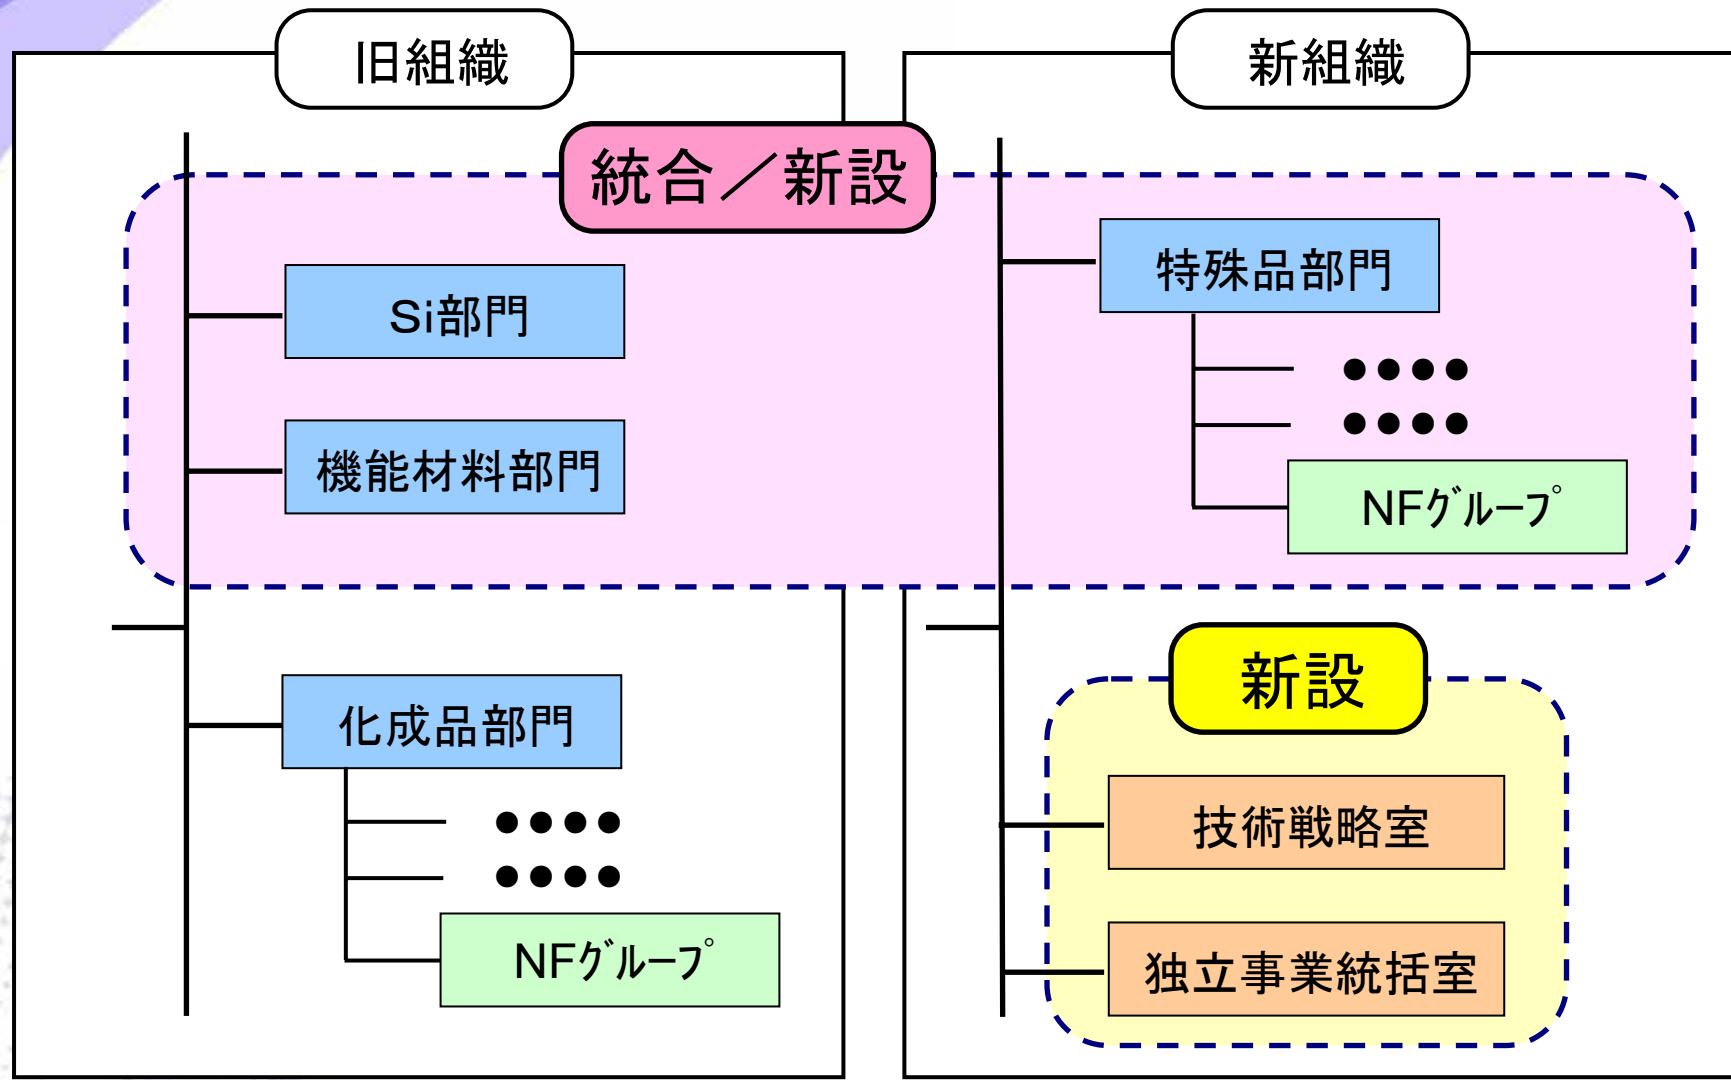 旧組織
新組織
統合／新設
Si部門
機能材料部門
化成品部門
●●●●
●●●●
NFｸﾞﾙｰﾌﾟ
特殊品部門
●●●●
●●●●
NFｸﾞﾙｰﾌﾟ
新設
技術戦略室
独立事業統括室